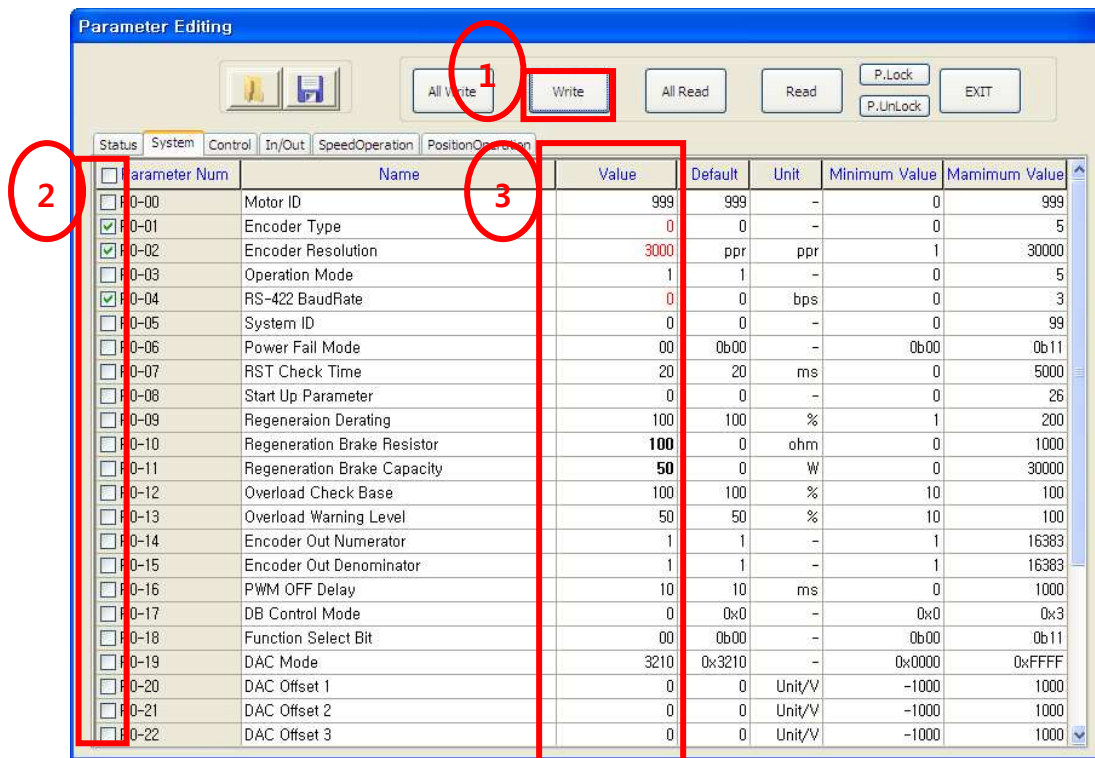 Parameter Editing
1
All Write Write All Read Read P.Lock P.UnLock EXIT
Status System Control In/Out SpeedOperation PositionOperation
2
3
Parameter Num Name Value Default Unit Minimum Value Mamimum Value
P0-00 Motor ID 999 999 - 0 999
P0-01 Encoder Type 0 0 - 0 5
P0-02 Encoder Resolution 3000 ppr ppr 1 30000
P0-03 Operation Mode 1 1 - 0 5
P0-04 RS-422 BaudRate 0 0 bps 0 3
P0-05 System ID 0 0 - 0 99
P0-06 Power Fail Mode 00 0b00 - 0b00 0b11
P0-07 RST Check Time 20 20 ms 0 5000
P0-08 Start Up Parameter 0 0 - 0 26
P0-09 Regeneraion Derating 100 100 % 1 200
P0-10 Regeneration Brake Resistor 100 0 ohm 0 1000
P0-11 Regeneration Brake Capacity 50 0 W 0 30000
P0-12 Overload Check Base 100 100 % 10 100
P0-13 Overload Warning Level 50 50 % 10 100
P0-14 Encoder Out Numerator 1 1 - 1 16383
P0-15 Encoder Out Denominator 1 1 - 1 16383
P0-16 PWM OFF Delay 10 10 ms 0 1000
P0-17 DB Control Mode 0 0x0 - 0x0 0x3
P0-18 Function Select Bit 00 0b00 - 0b00 0b11
P0-19 DAC Mode 3210 0x3210 - 0x0000 0xFFFF
P0-20 DAC Offset 1 0 0 Unit/V -1000 1000
P0-21 DAC Offset 2 0 0 Unit/V -1000 1000
P0-22 DAC Offset 3 0 0 Unit/V -1000 1000